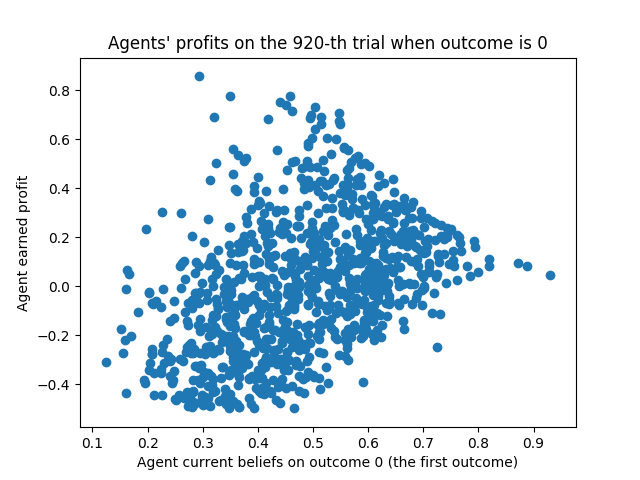 Agents' profits on the 920-th trial when outcome is 0
Agent earned profit
0.8
0.6
0.4
0.2
0.0
−0.2
−0.4
0.1 0.2 0.3 0.4 0.5 0.6 0.7 0.8 0.9
Agent current beliefs on outcome 0 (the first outcome)